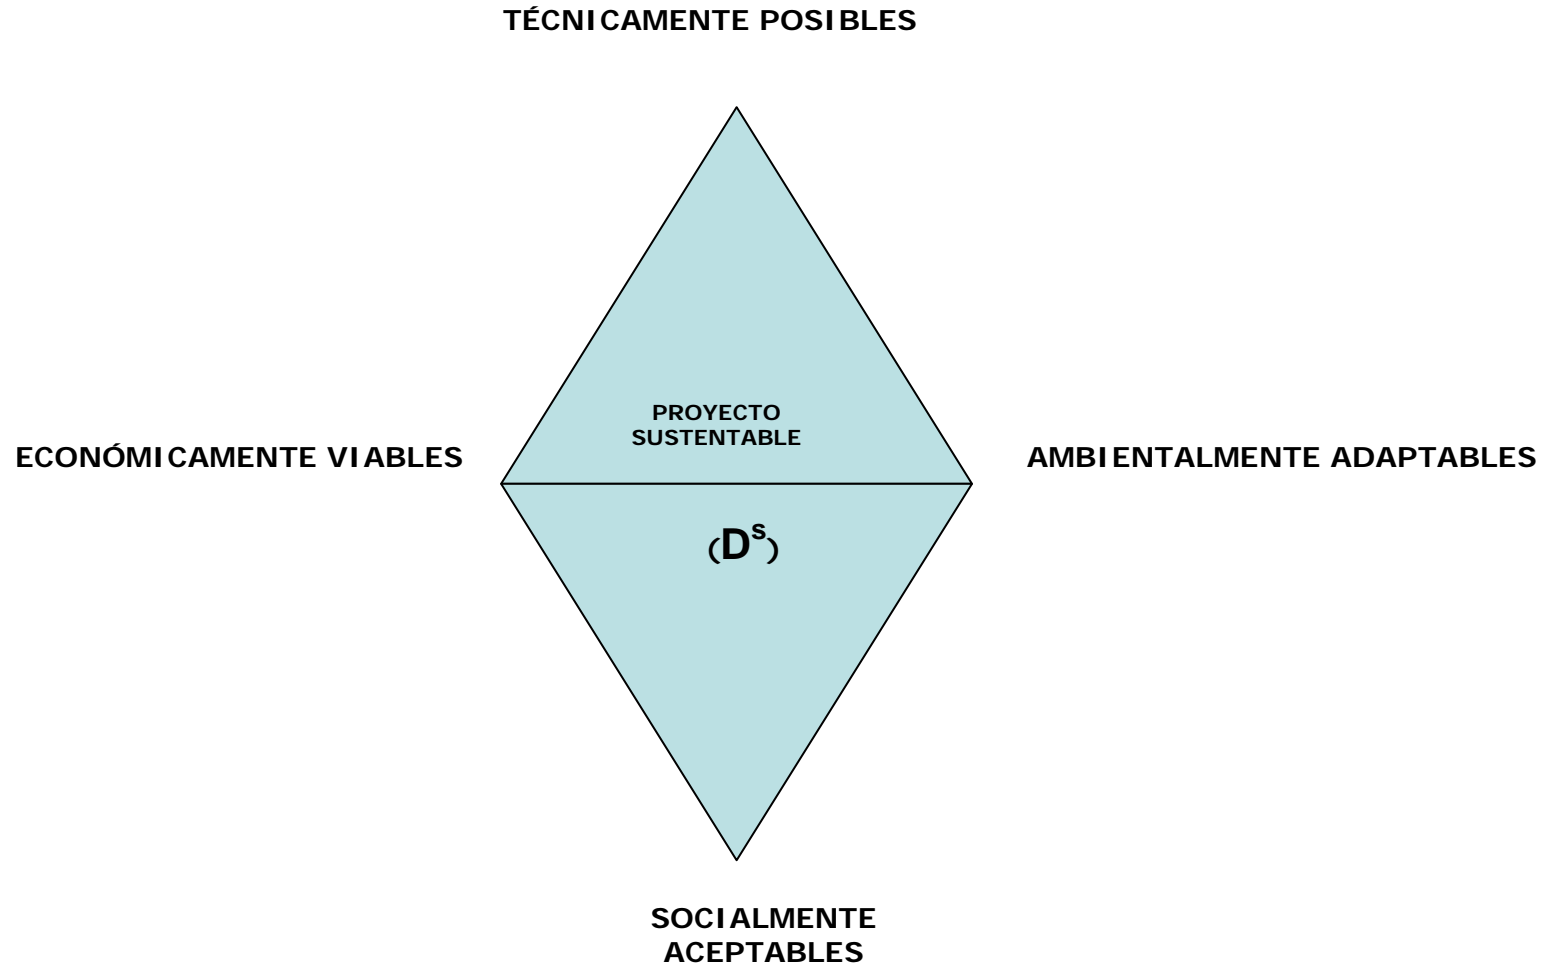 TÉCNICAMENTE POSIBLES
PROYECTO
SUSTENTABLE
ECONÓMICAMENTE VIABLES
AMBIENTALMENTE ADAPTABLES
(Dˢ)
SOCIALMENTE
ACEPTABLES